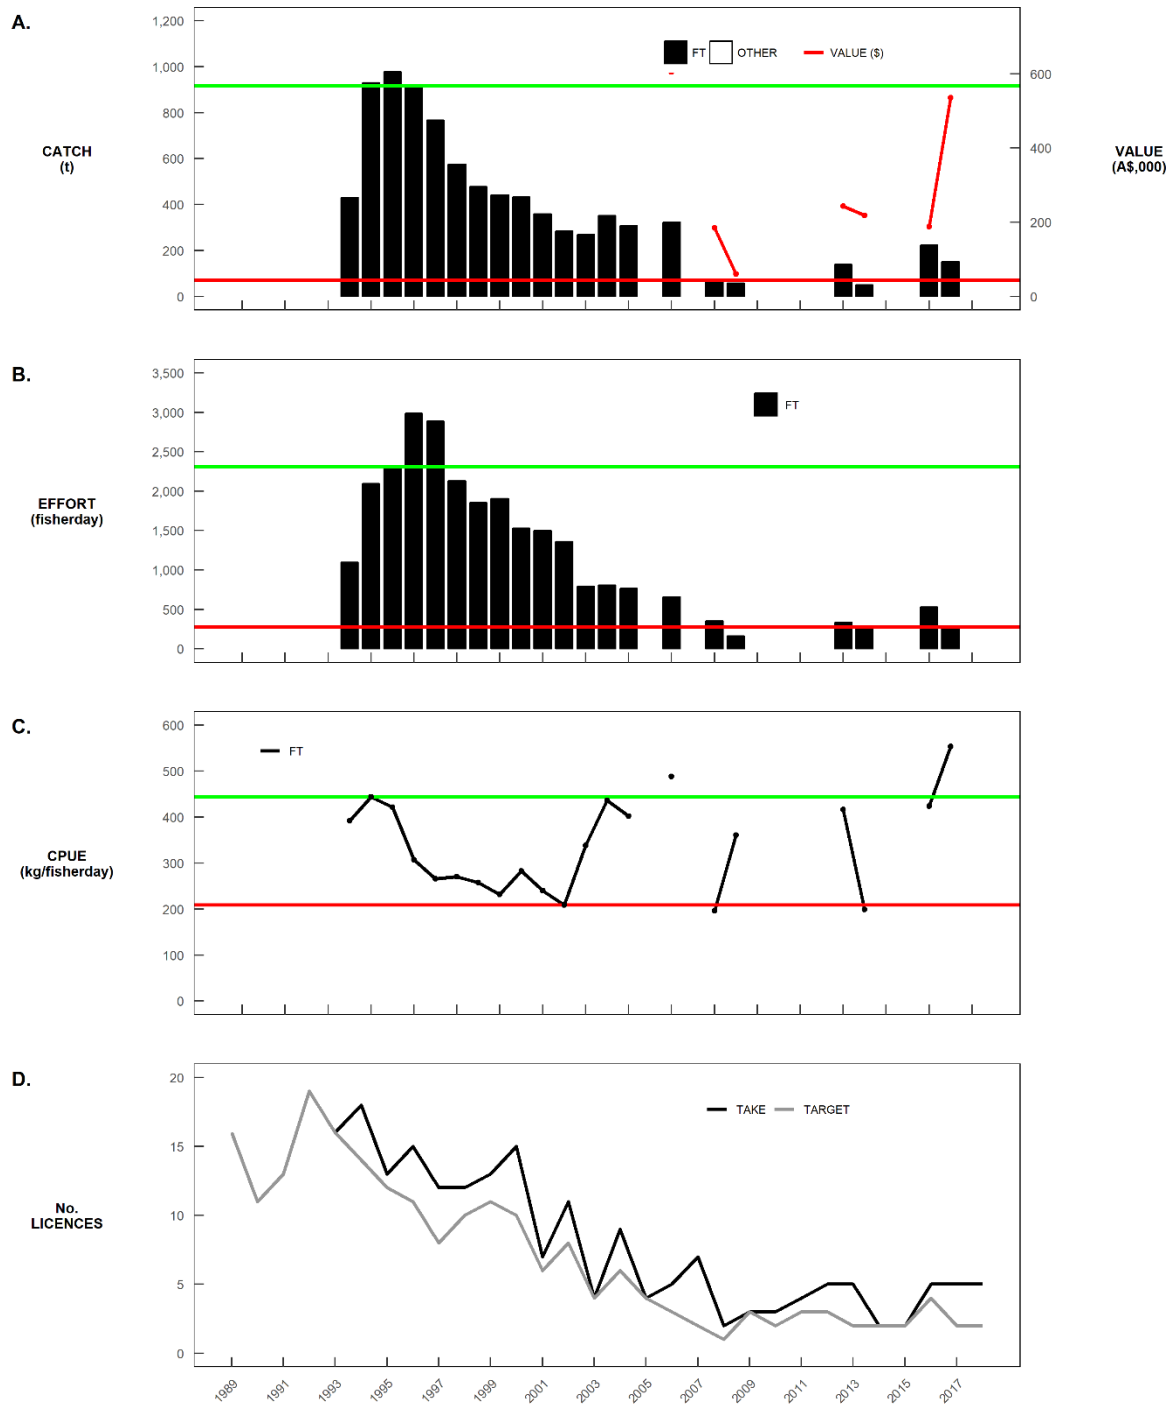 A.
1,200
1,000
800
600
400
200
0
CATCH
(t)
FT
OTHER
VALUE ($)
600
400
200
0
VALUE
(A$,000)
B.
3,500
3,000
2,500
2,000
1,500
1,000
500
0
EFFORT
(fisherday)
FT
C.
600
500
400
300
200
100
0
CPUE
(kg/fisherday)
FT
D.
20
15
10
5
0
No.
LICENCES
TAKE
TARGET
1989
1991
1993
1995
1997
1999
2001
2003
2005
2007
2009
2011
2013
2015
2017